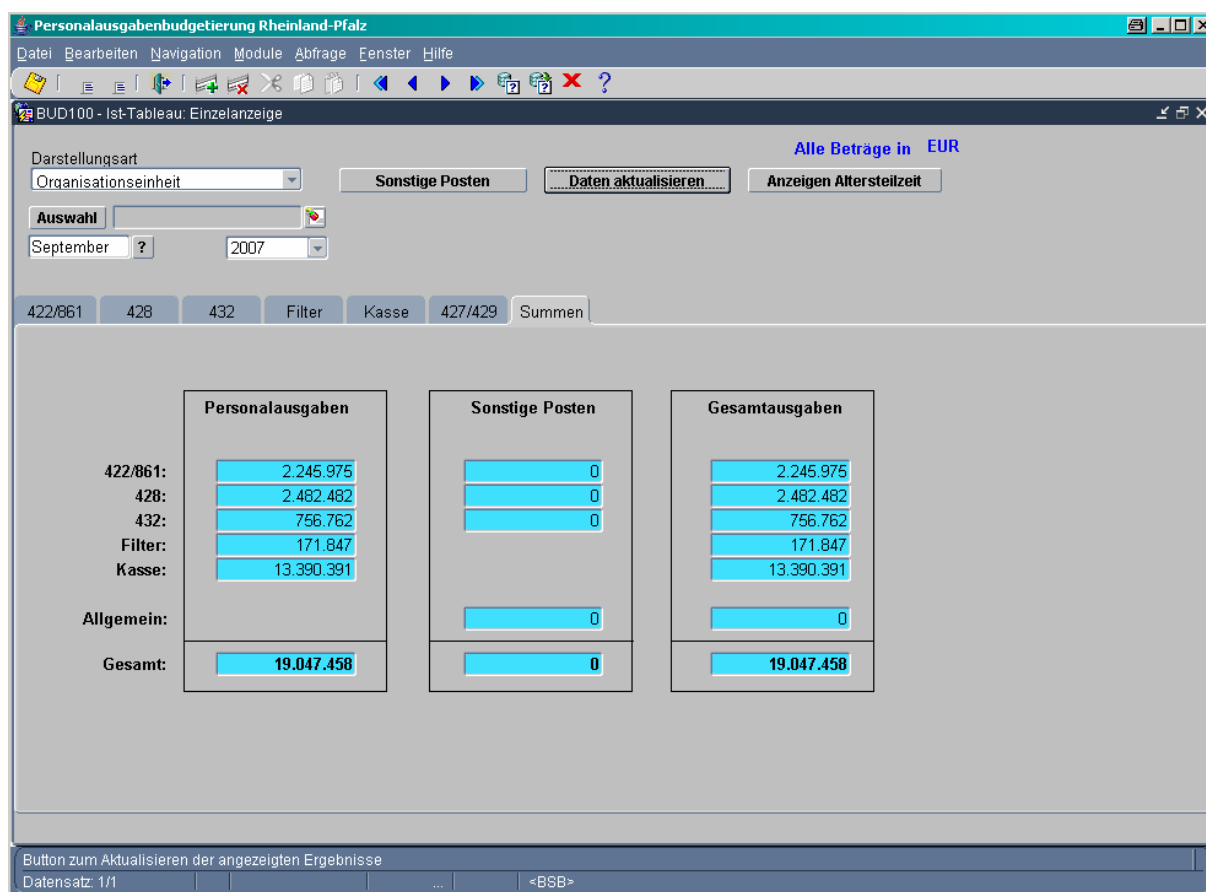 Personalausgabenbudgetierung Rheinland-Pfalz
Datei Bearbeiten Navigation Module Abfrage Fenster Hilfe
BUD100 - Ist-Tableau: Einzelanzeige
Alle Beträge in EUR
Darstellungsart
Organisationseinheit Sonstige Posten Daten aktualisieren Anzeigen Altersteilzeit
Auswahl
September ? 2007
422/861 428 432 Filter Kasse 427/429 Summen
Personalausgaben Sonstige Posten Gesamtausgaben
422/861: 2.245.975 0 2.245.975
428: 2.482.482 0 2.482.482
432: 756.762 0 756.762
Filter: 171.847 171.847
Kasse: 13.390.391 13.390.391
Allgemein: 0 0
Gesamt: 19.047.458 0 19.047.458
Button zum Aktualisieren der angezeigten Ergebnisse
Datensatz: 1/1 ... <BSB>